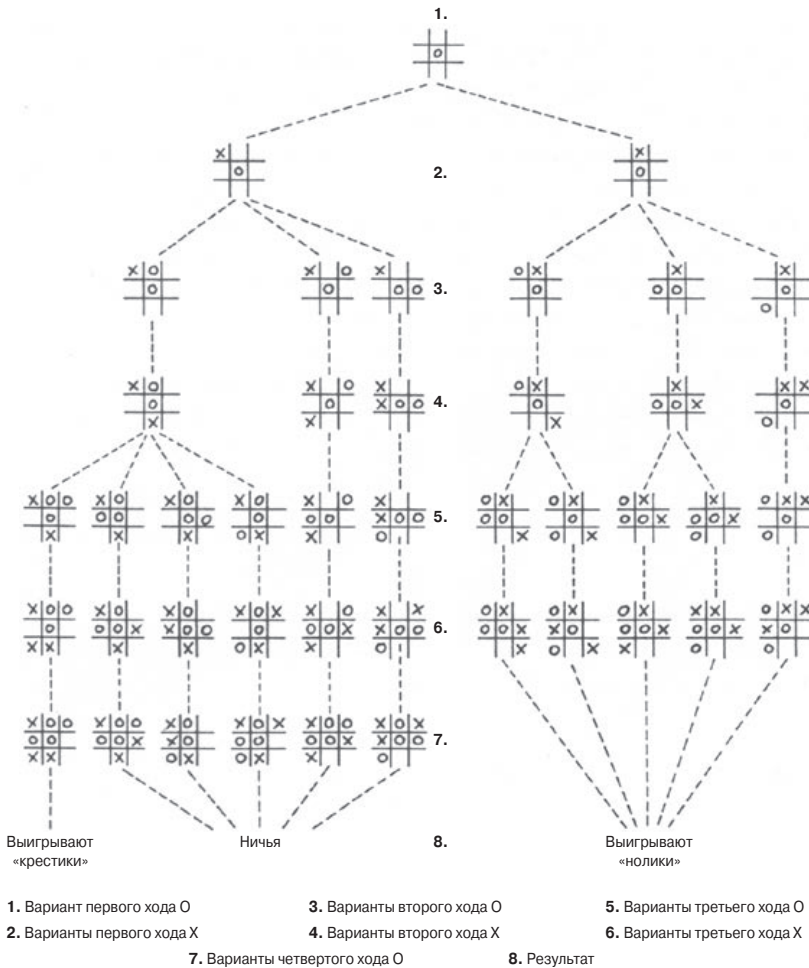 1.
2.
3.
4.
5.
6.
7.
Выигрывают
«крестики»
Ничья
8.
Выигрывают
«нолики»
1. Вариант первого хода О
3. Варианты второго хода О
5. Варианты третьего хода О
2. Варианты первого хода Х
4. Варианты второго хода Х
6. Варианты третьего хода Х
7. Варианты четвертого хода О
8. Результат